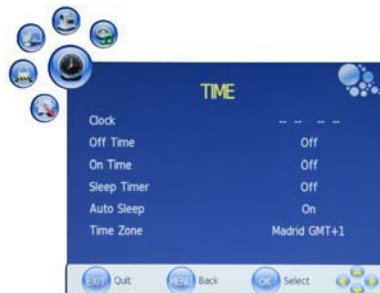 TIME
Clock -- -- -- --
Off Time Off
On Time Off
Sleep Timer Off
Auto Sleep On
Time Zone Madrid GMT+1
EXIT Quit MENU Back OK Select